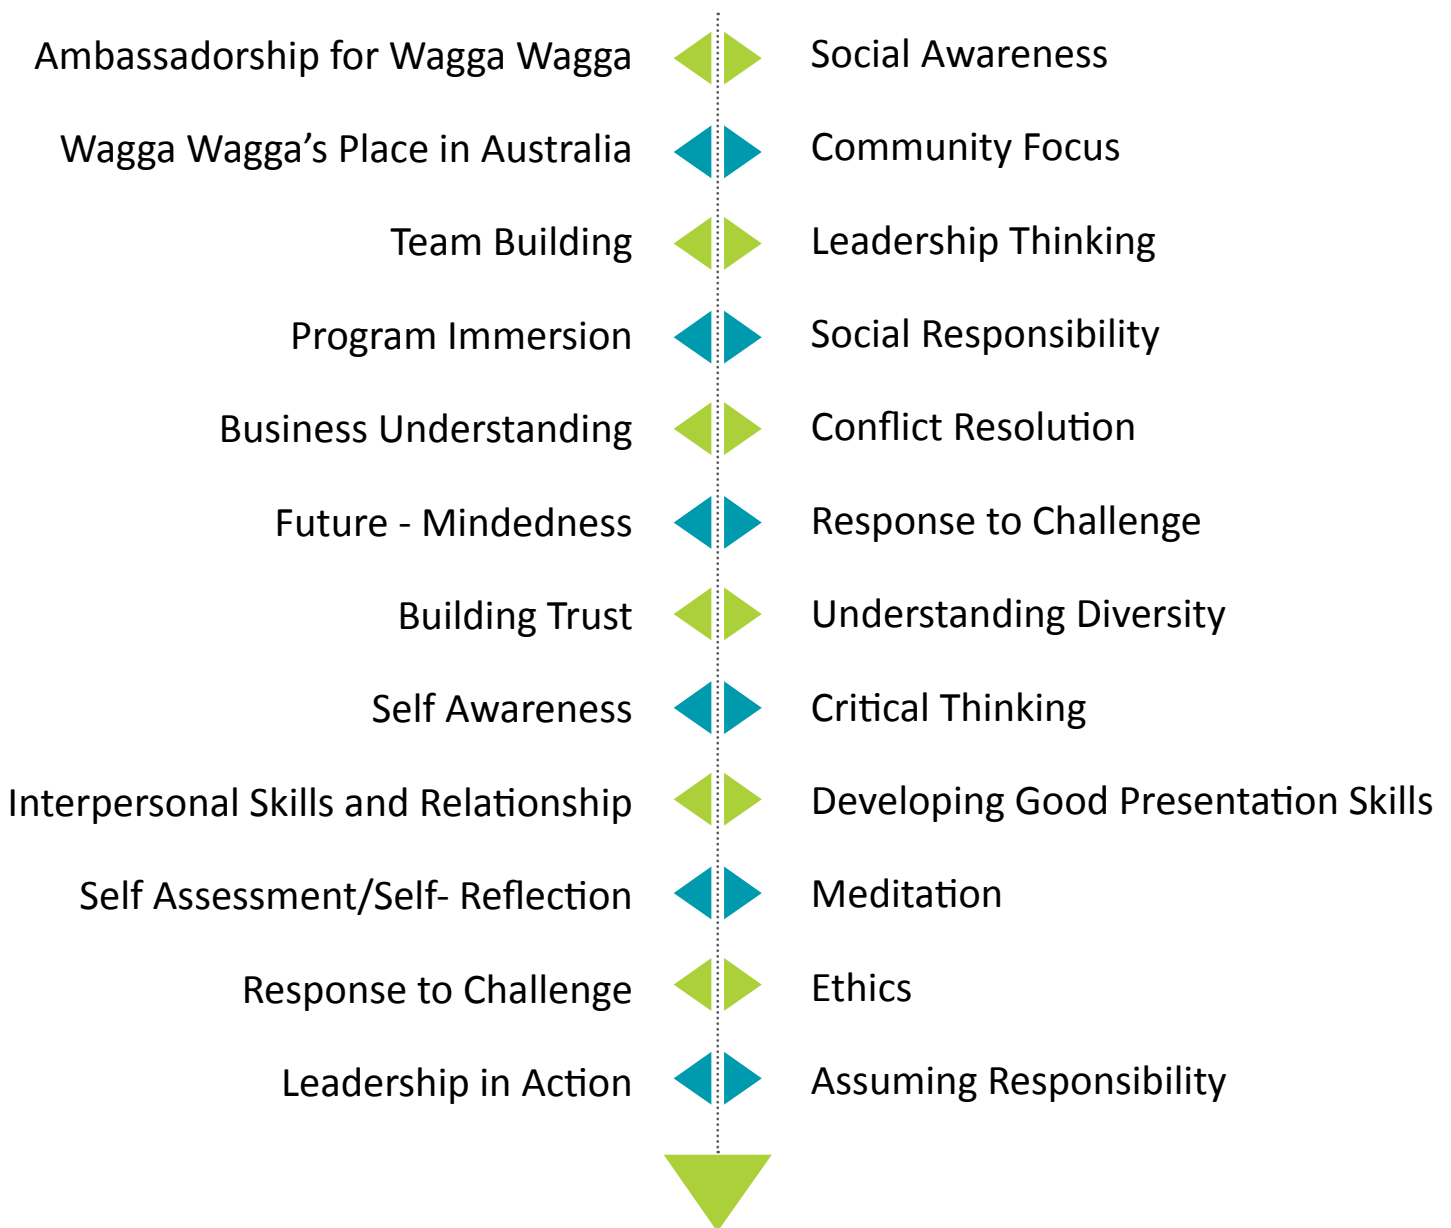 Ambassadorship for Wagga Wagga
Social Awareness
Wagga Wagga’s Place in Australia
Community Focus
Team Building
Leadership Thinking
Program Immersion
Social Responsibility
Business Understanding
Conflict Resolution
Future - Mindedness
Response to Challenge
Building Trust
Understanding Diversity
Self Awareness
Critical Thinking
Interpersonal Skills and Relationship
Developing Good Presentation Skills
Self Assessment/Self- Reflection
Meditation
Response to Challenge
Ethics
Leadership in Action
Assuming Responsibility